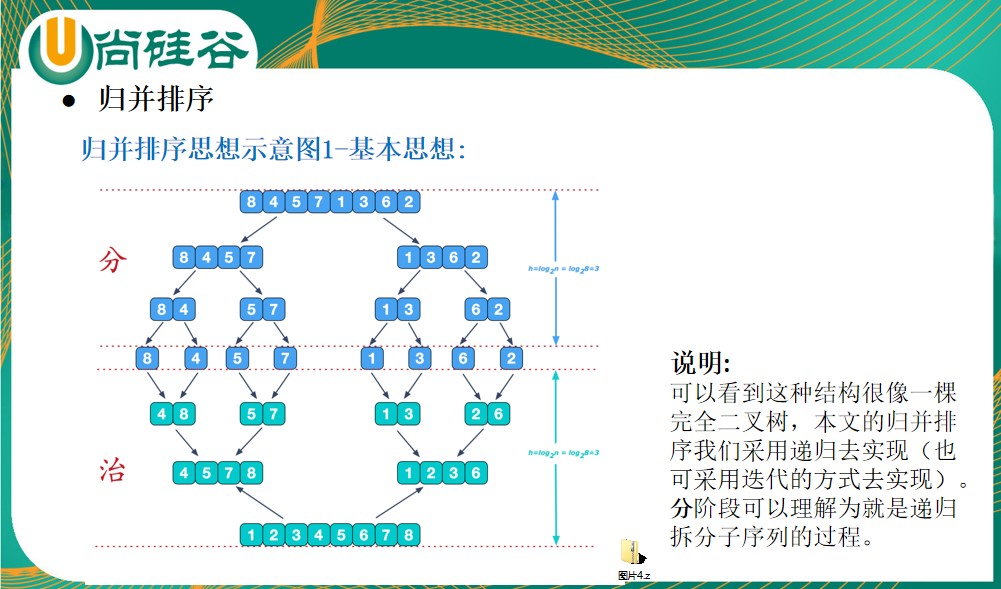 尚硅谷
● 归并排序
归并排序思想示意图1-基本思想:
8 4 5 7 1 3 6 2
分
8 4 5 7 1 3 6 2
h=log2n = log28=3
8 4 5 7 1 3 6 2
8 4 5 7 1 3 6 2
4 8 5 7 1 3 2 6
h=log2n = log28=3
治
4 5 7 8 1 2 3 6
1 2 3 4 5 6 7 8
说明:
可以看到这种结构很像一棵
完全二叉树，本文的归并排
序我们采用递归去实现（也
可采用迭代的方式去实现）。
分阶段可以理解为就是递归
拆分子序列的过程。
图片4.z